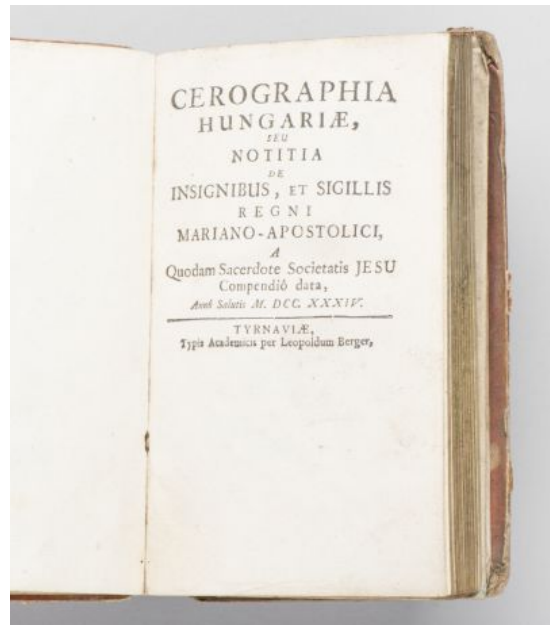 CEROGRAPHIA
HUNGARIÆ,
SEU
NOTITIA
DE
INSIGNIBUS, ET SIGILLIS
REGNI
MARIANO-APOSTOLICI,
A
Quodam Sacerdote Societatis JESU
Compendiô data,
Annô Salutis M. DCC. XXXIV.
TYRNAVIÆ,
Typis Academicis per Leopoldum Berger,